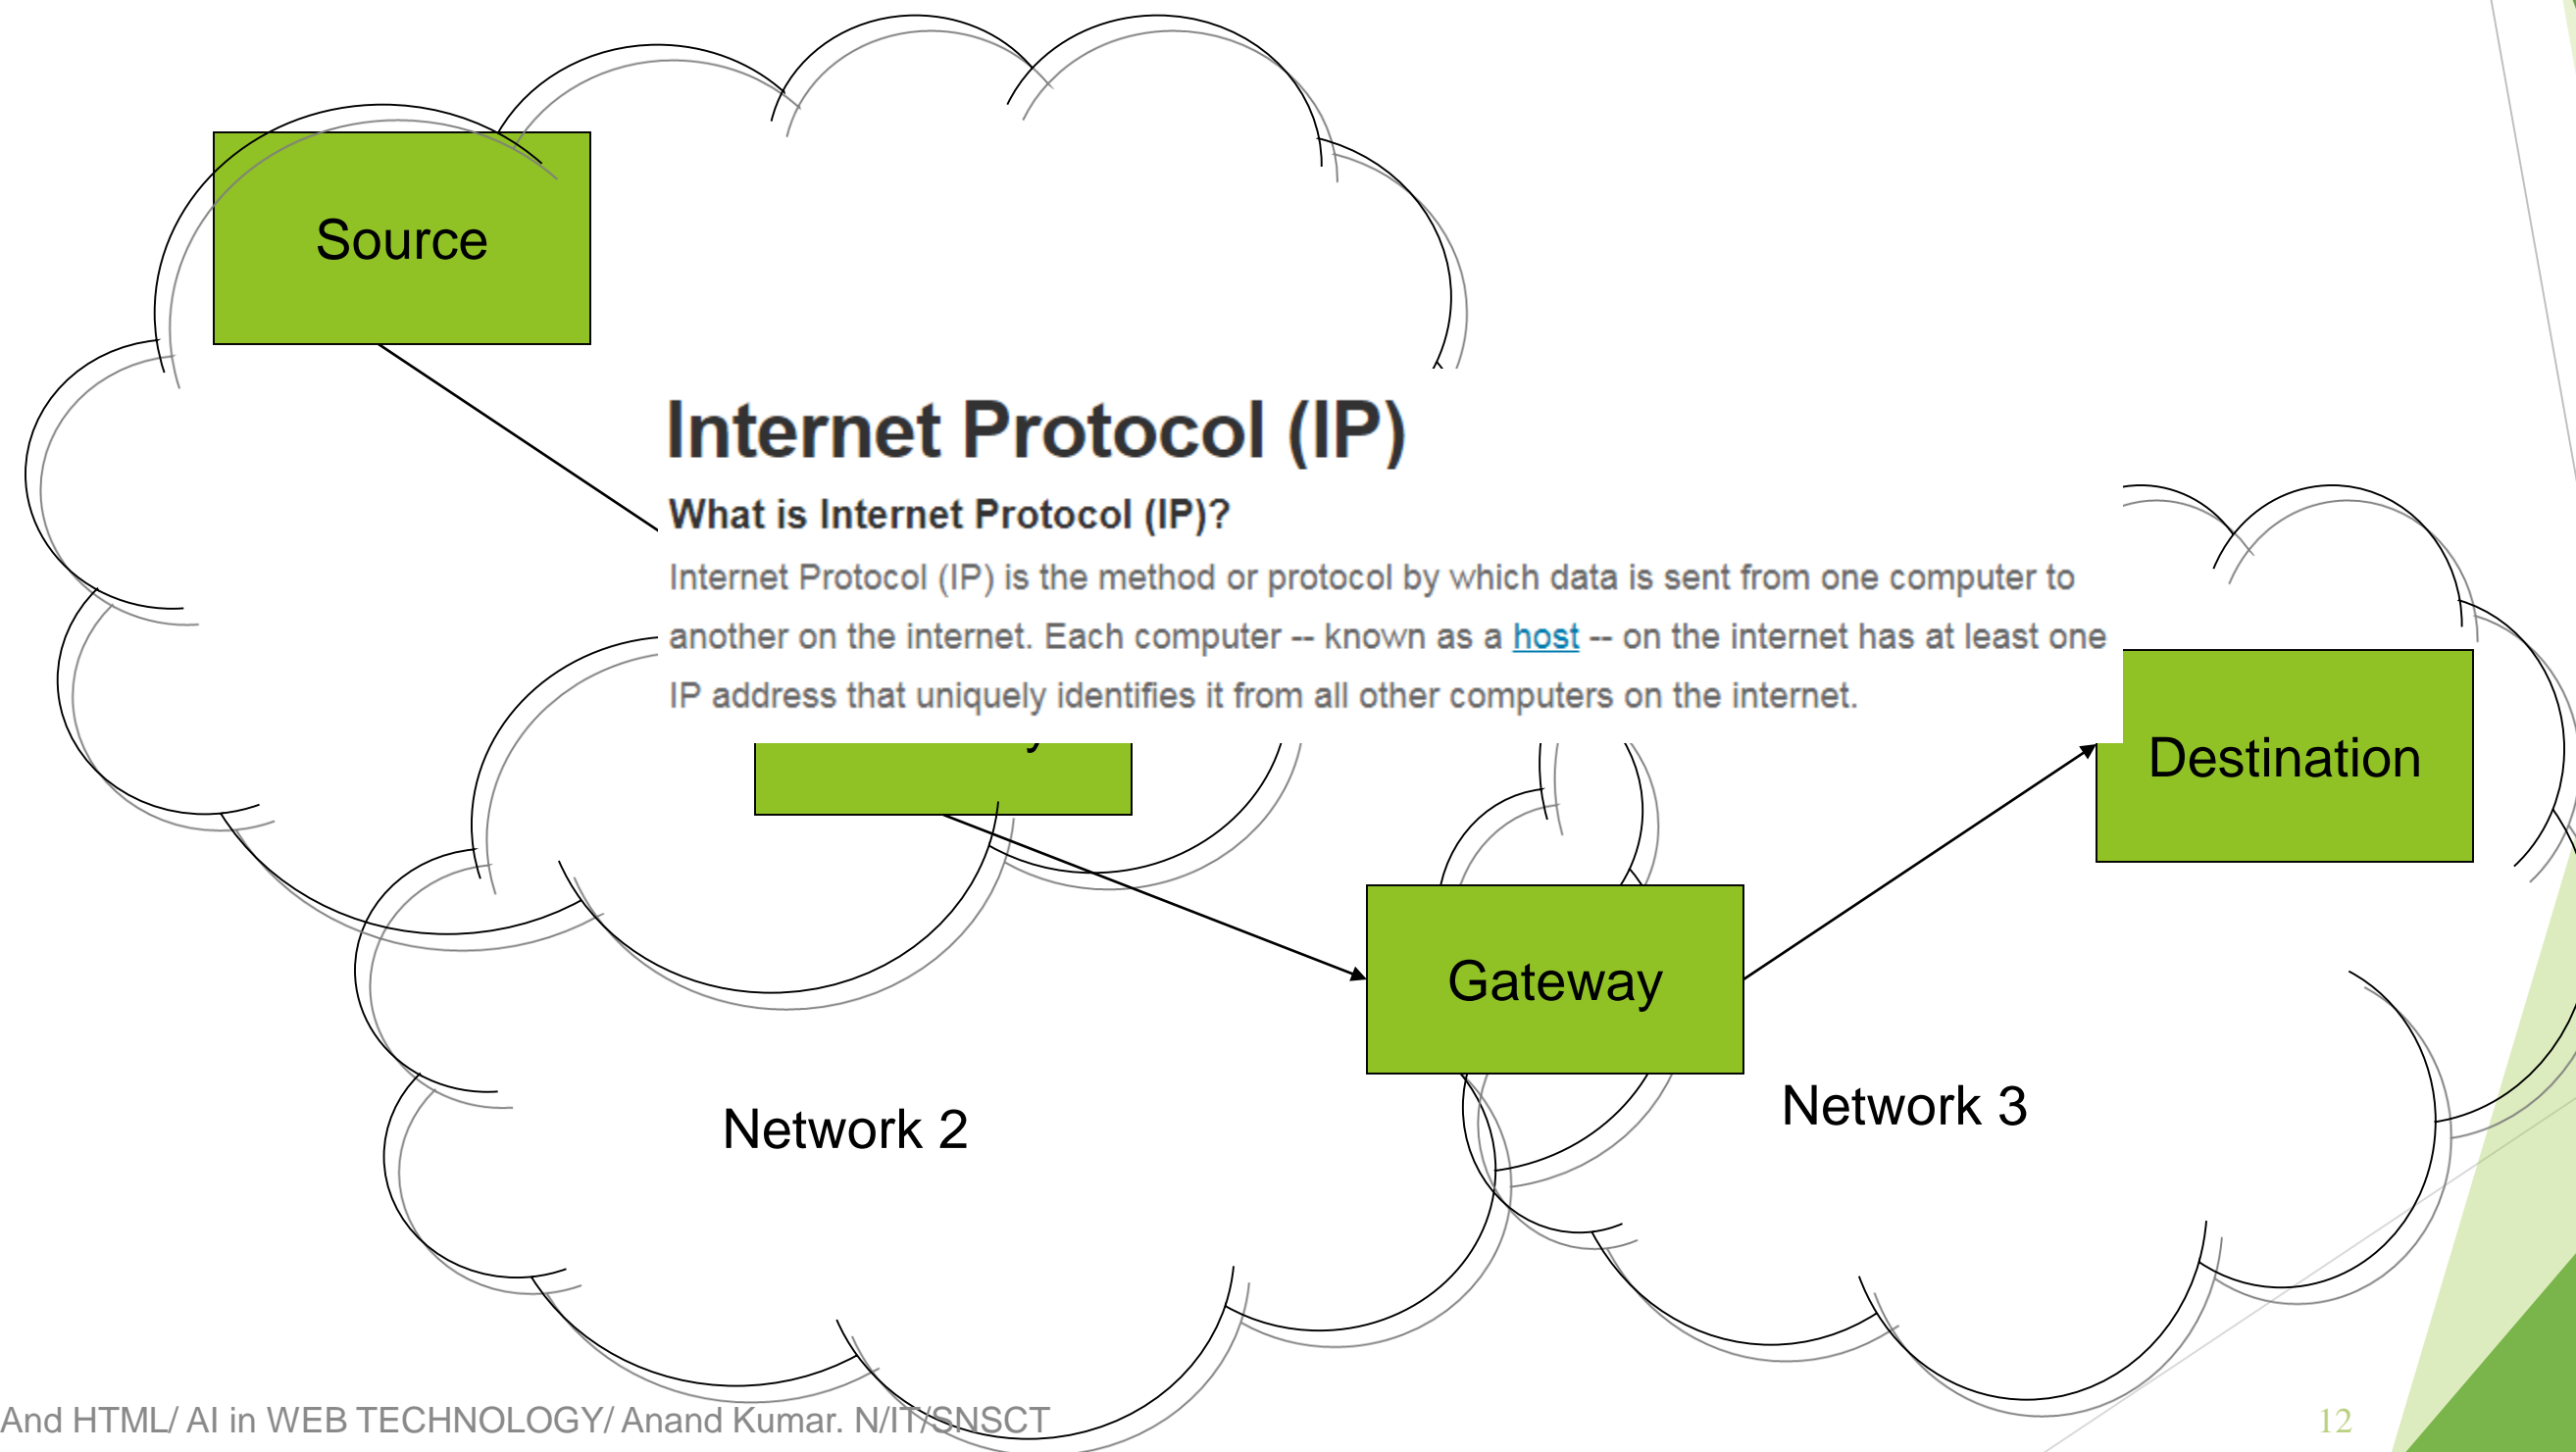 Source
Internet Protocol (IP)
What is Internet Protocol (IP)?
Internet Protocol (IP) is the method or protocol by which data is sent from one computer to
another on the internet. Each computer -- known as a host -- on the internet has at least one
IP address that uniquely identifies it from all other computers on the internet.
Destination
Gateway
Network 2
Network 3
And HTML/ AI in WEB TECHNOLOGY/ Anand Kumar. N/IT/SNSCT
12